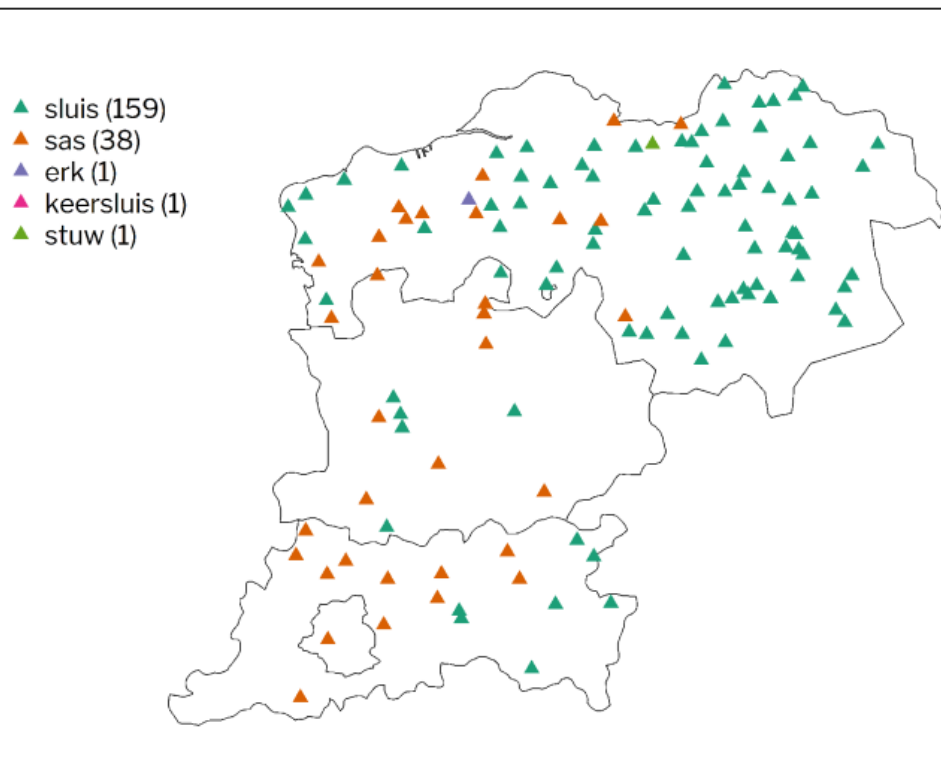 sluis (159)
sas (38)
erk (1)
keersluis (1)
stuw (1)